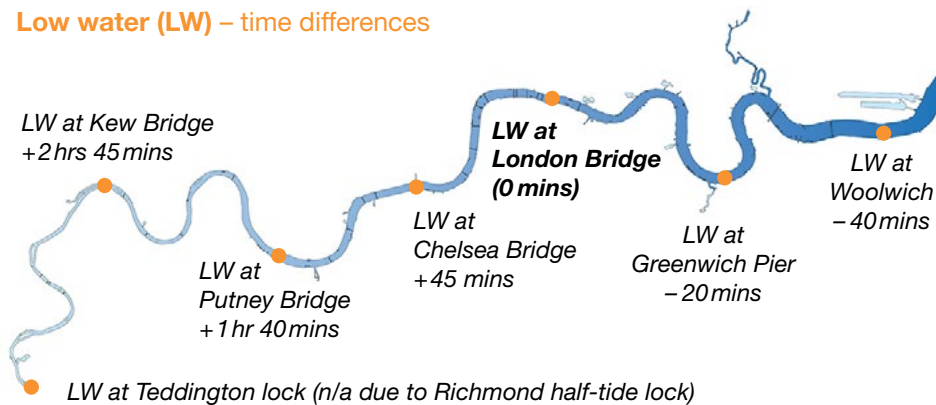 Low water (LW) – time differences
LW at Kew Bridge
+2 hrs 45 mins
LW at
London Bridge
(0 mins)
LW at
Woolwich
– 40 mins
LW at
Chelsea Bridge
+45 mins
LW at
Greenwich Pier
– 20 mins
LW at
Putney Bridge
+1 hr 40 mins
LW at Teddington lock (n/a due to Richmond half-tide lock)